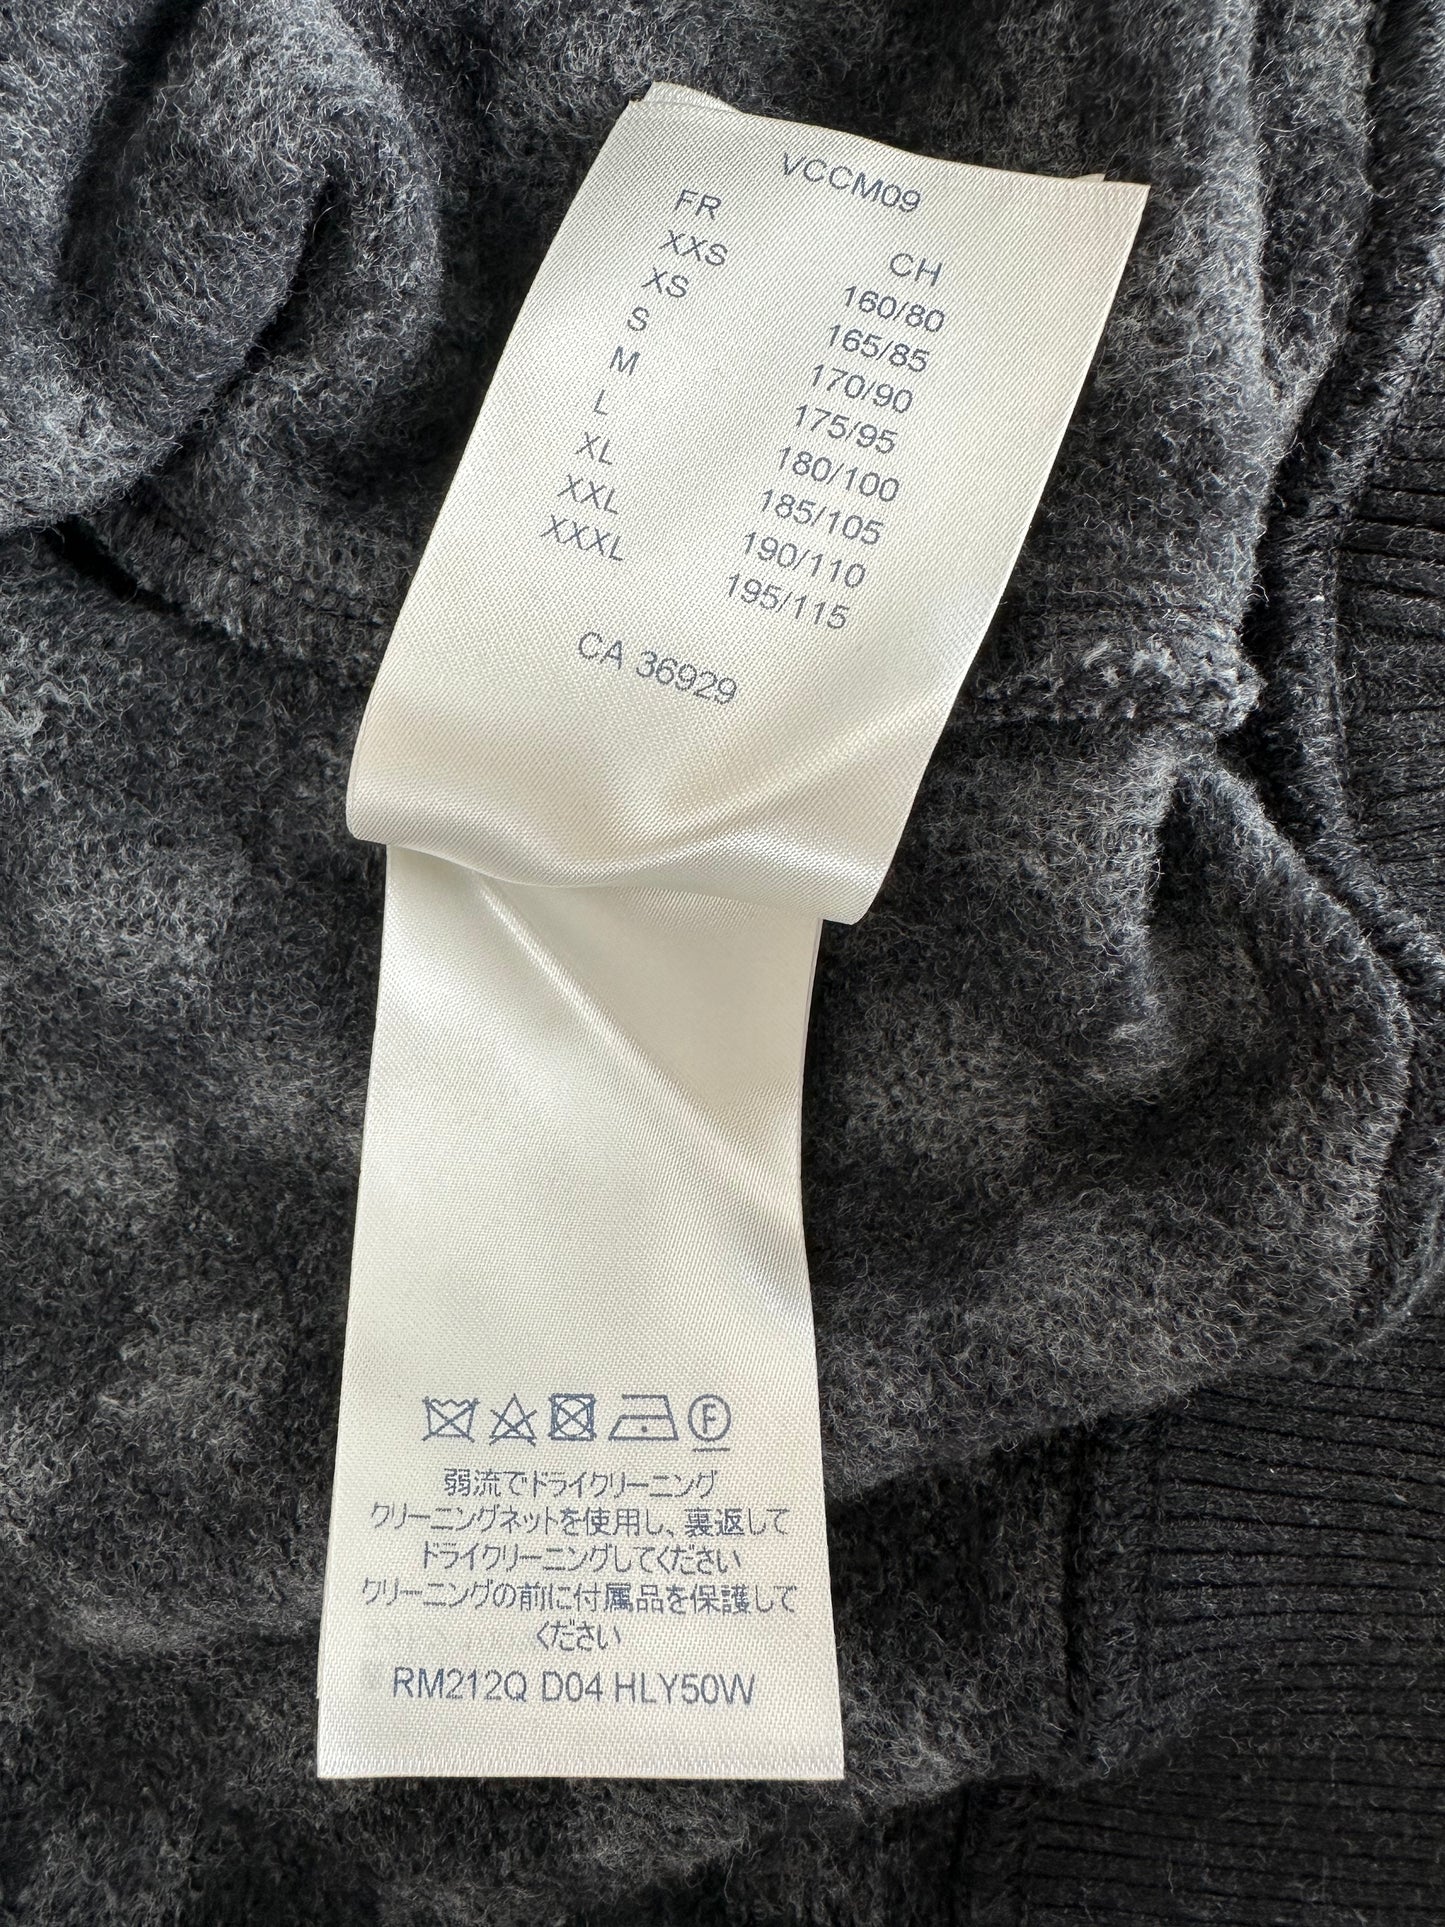 VCCM09
FR CH
XXS 160/80
XS 165/85
S 170/90
M 175/95
L 180/100
XL 185/105
XXL 190/110
XXXL 195/115
CA 36929
F
弱流でドライクリーニング
クリーニングネットを使用し、裏返して
ドライクリーニングしてください
クリーニングの前に付属品を保護して
ください
RM212Q D04 HLY50W